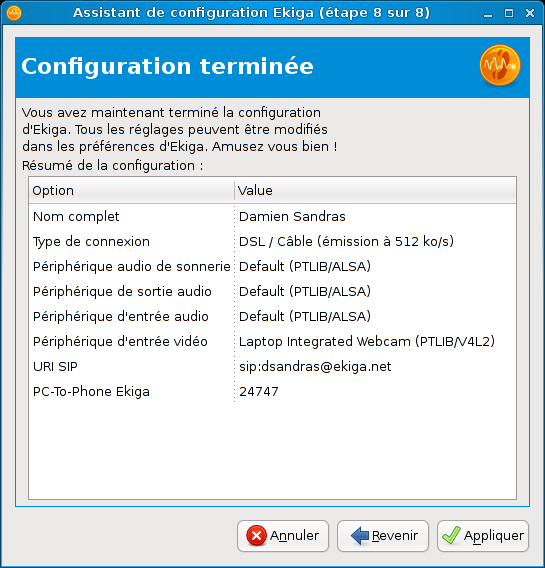 Assistant de configuration Ekiga (étape 8 sur 8)
Configuration terminée
Vous avez maintenant terminé la configuration
d'Ekiga. Tous les réglages peuvent être modifiés
dans les préférences d'Ekiga. Amusez vous bien !
Résumé de la configuration :
Option Value
Nom complet Damien Sandras
Type de connexion DSL / Câble (émission à 512 ko/s)
Périphérique audio de sonnerie Default (PTLIB/ALSA)
Périphérique de sortie audio Default (PTLIB/ALSA)
Périphérique d'entrée audio Default (PTLIB/ALSA)
Périphérique d'entrée vidéo Laptop Integrated Webcam (PTLIB/V4L2)
URI SIP sip:dsandras@ekiga.net
PC-To-Phone Ekiga 24747
Annuler Revenir Appliquer